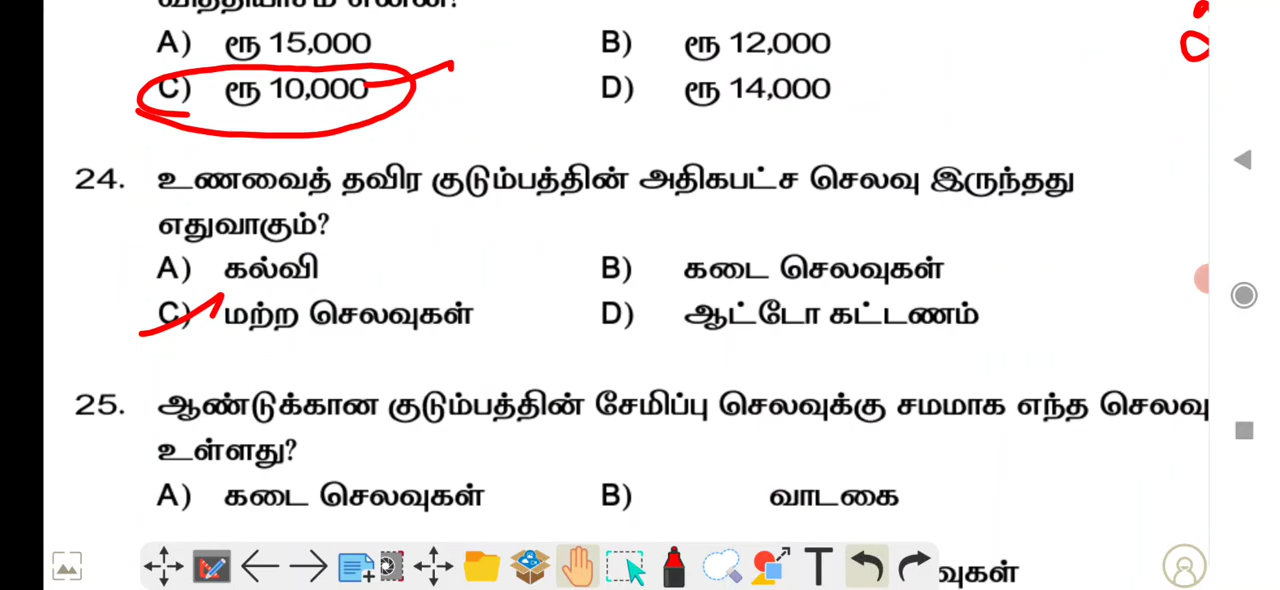 A) ரூ 15,000 B) ரூ 12,000
C) ரூ 10,000 D) ரூ 14,000
24. உணவைத் தவிர குடும்பத்தின் அதிகபட்ச செலவு இருந்தது
எதுவாகும்?
A) கல்வி B) கடை செலவுகள்
C) மற்ற செலவுகள் D) ஆட்டோ கட்டணம்
25. ஆண்டுக்கான குடும்பத்தின் சேமிப்பு செலவுக்கு சமமாக எந்த செலவு
உள்ளது?
A) கடை செலவுகள் B) வாடகை